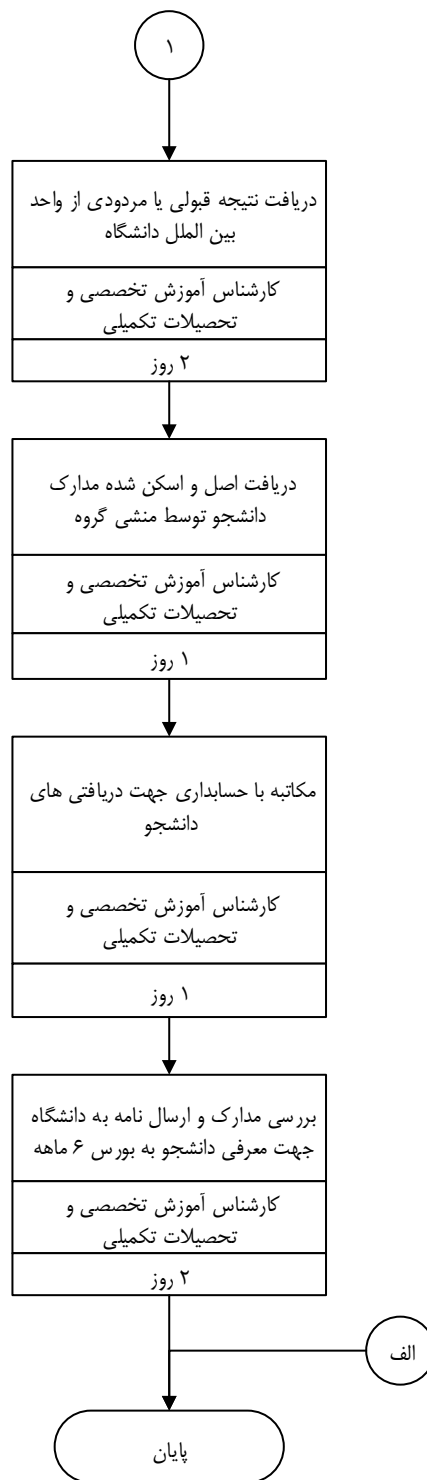 ۱
دریافت نتیجه قبولی یا مردودی از واحد
بین الملل دانشگاه
کارشناس آموزش تخصصی و
تحصیلات تکمیلی
۲ روز
دریافت اصل و اسکن شده مدارک
دانشجو توسط منشی گروه
کارشناس آموزش تخصصی و
تحصیلات تکمیلی
۱ روز
مکاتبه با حسابداری جهت دریافتی های
دانشجو
کارشناس آموزش تخصصی و
تحصیلات تکمیلی
۱ روز
بررسی مدارک و ارسال نامه به دانشگاه
جهت معرفی دانشجو به بورس ۶ ماهه
کارشناس آموزش تخصصی و
تحصیلات تکمیلی
۲ روز
الف
پایان